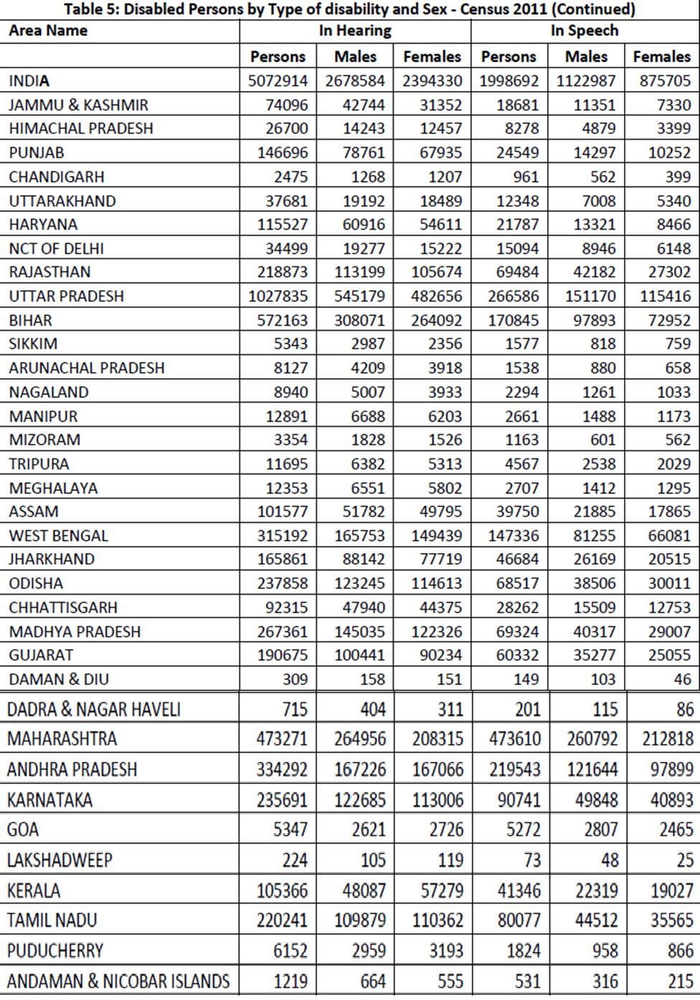 Table 5: Disabled Persons by Type of disability and Sex - Census 2011 (Continued)
Area Name In Hearing In Speech
Persons Males Females Persons Males Females
INDIA 5072914 2678584 2394330 1998692 1122987 875705
JAMMU & KASHMIR 74096 42744 31352 18681 11351 7330
HIMACHAL PRADESH 26700 14243 12457 8278 4879 3399
PUNJAB 146696 78761 67935 24549 14297 10252
CHANDIGARH 2475 1268 1207 961 562 399
UTTARAKHAND 37681 19192 18489 12348 7008 5340
HARYANA 115527 60916 54611 21787 13321 8466
NCT OF DELHI 34499 19277 15222 15094 8946 6148
RAJASTHAN 218873 113199 105674 69484 42182 27302
UTTAR PRADESH 1027835 545179 482656 266586 151170 115416
BIHAR 572163 308071 264092 170845 97893 72952
SIKKIM 5343 2987 2356 1577 818 759
ARUNACHAL PRADESH 8127 4209 3918 1538 880 658
NAGALAND 8940 5007 3933 2294 1261 1033
MANIPUR 12891 6688 6203 2661 1488 1173
MIZORAM 3354 1828 1526 1163 601 562
TRIPURA 11695 6382 5313 4567 2538 2029
MEGHALAYA 12353 6551 5802 2707 1412 1295
ASSAM 101577 51782 49795 39750 21885 17865
WEST BENGAL 315192 165753 149439 147336 81255 66081
JHARKHAND 165861 88142 77719 46684 26169 20515
ODISHA 237858 123245 114613 68517 38506 30011
CHHATTISGARH 92315 47940 44375 28262 15509 12753
MADHYA PRADESH 267361 145035 122326 69324 40317 29007
GUJARAT 190675 100441 90234 60332 35277 25055
DAMAN & DIU 309 158 151 149 103 46
DADRA & NAGAR HAVELI 715 404 311 201 115 86
MAHARASHTRA 473271 264956 208315 473610 260792 212818
ANDHRA PRADESH 334292 167226 167066 219543 121644 97899
KARNATAKA 235691 122685 113006 90741 49848 40893
GOA 5347 2621 2726 5272 2807 2465
LAKSHADWEEP 224 105 119 73 48 25
KERALA 105366 48087 57279 41346 22319 19027
TAMIL NADU 220241 109879 110362 80077 44512 35565
PUDUCHERRY 6152 2959 3193 1824 958 866
ANDAMAN & NICOBAR ISLANDS 1219 664 555 531 316 215